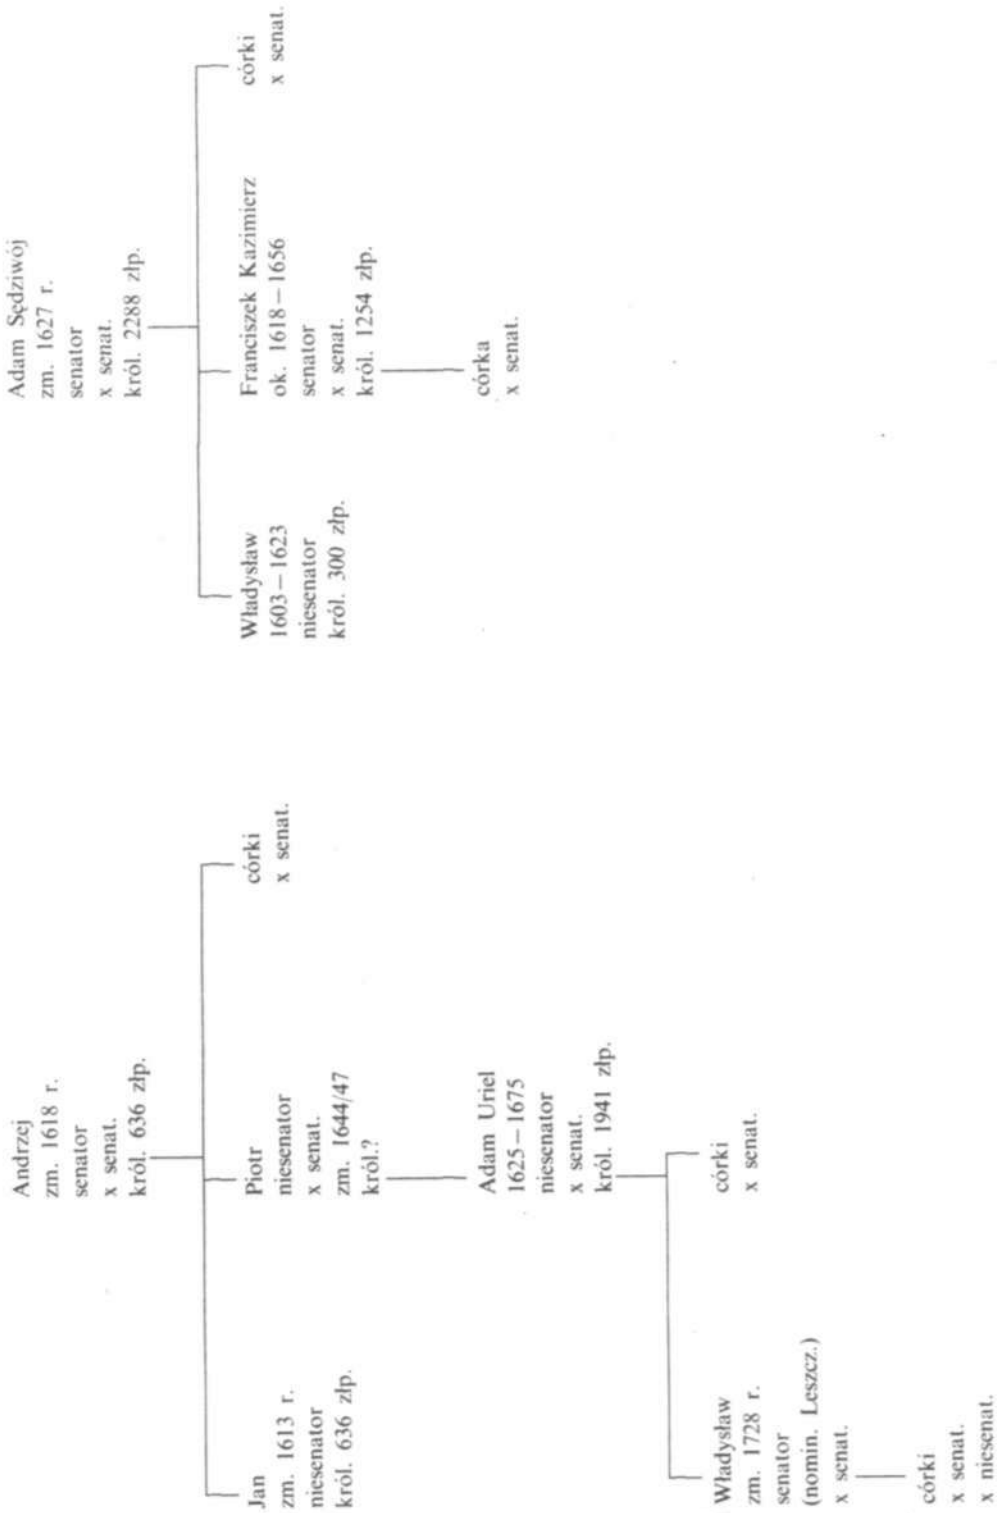 Andrzej
zm. 1618 r.
senator
x senat.
król. 636 złp.
Jan
zm. 1613 r.
niesenator
król. 636 złp.
Piotr
niesenator
x senat.
zm. 1644/47
król.?
córki
x senat.
Adam Uriel
1625–1675
niesenator
x senat.
król. 1941 złp.
Władysław
zm. 1728 r.
senator
(nomin. Leszcz.)
x senat.
córki
x senat.
córki
x senat.
x niesenat.
Adam Sędziwój
zm. 1627 r.
senator
x senat.
król. 2288 złp.
Władysław
1603–1623
niesenator
król. 300 złp.
Franciszek Kazimierz
ok. 1618–1656
senator
x senat.
król. 1254 złp.
córki
x senat.
córka
x senat.